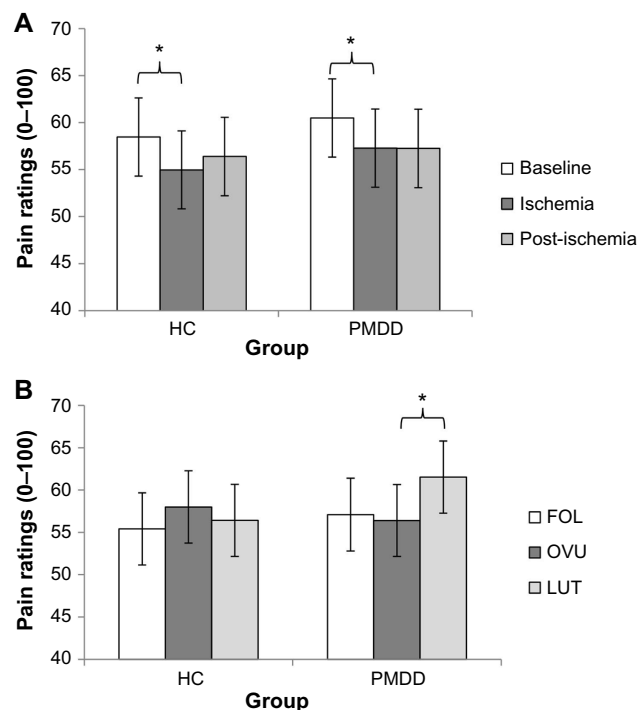 A
70
65
60
55
50
45
40
Pain ratings (0–100)
*
*
HC
PMDD
Group
Baseline
Ischemia
Post-ischemia
B
70
65
60
55
50
45
40
Pain ratings (0–100)
*
HC
PMDD
Group
FOL
OVU
LUT